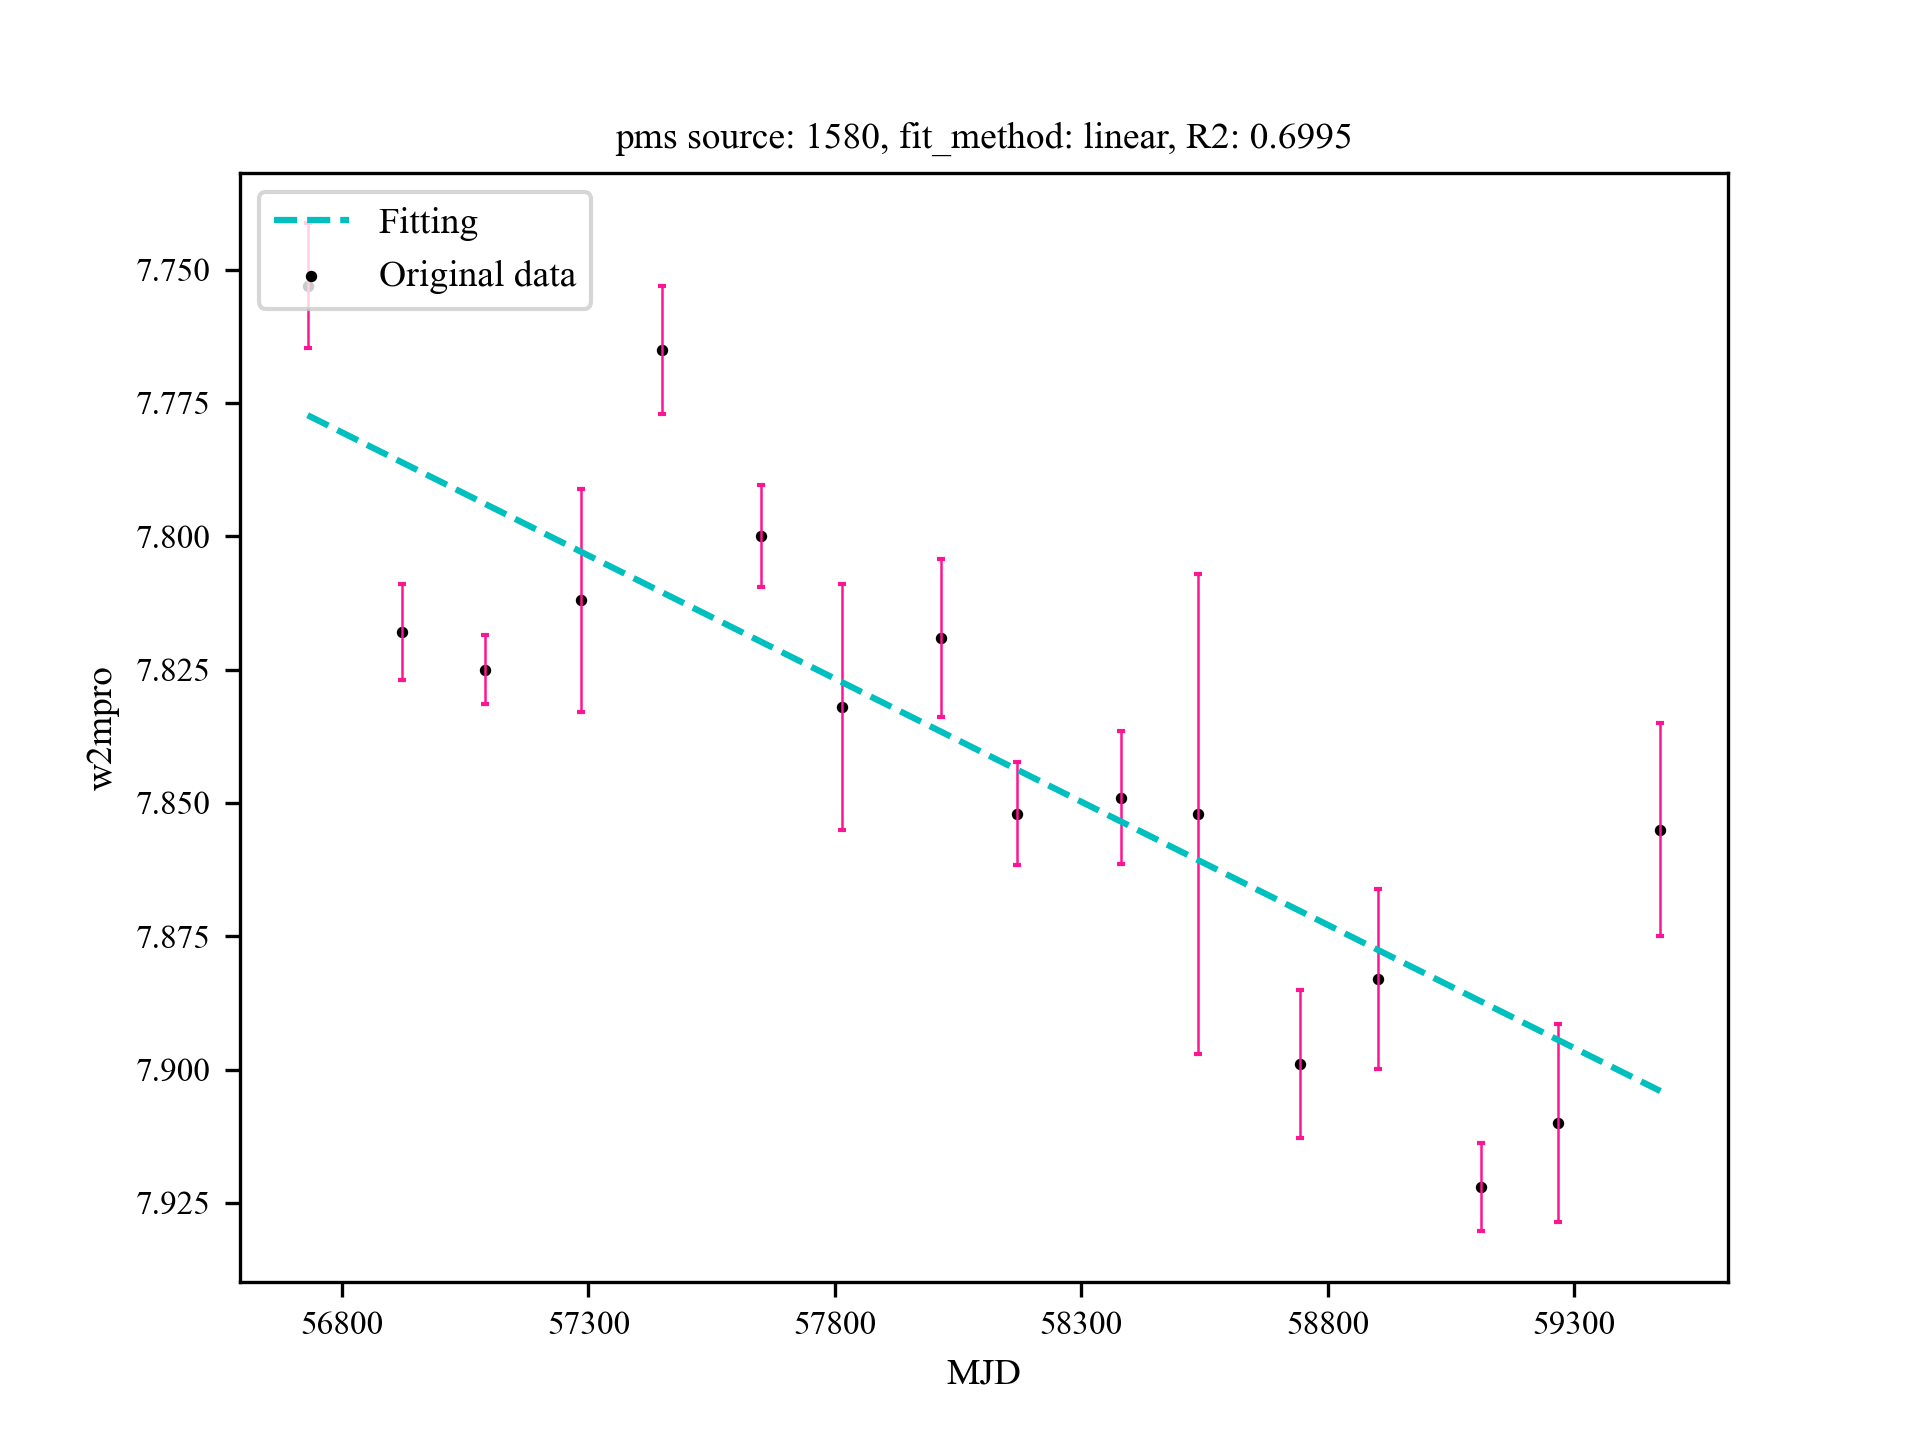 pms source: 1580, fit_method: linear, R2: 0.6995
Fitting
Original data
7.750
7.775
7.800
7.825
7.850
7.875
7.900
7.925
w2mpro
56800 57300 57800 58300 58800 59300
MJD